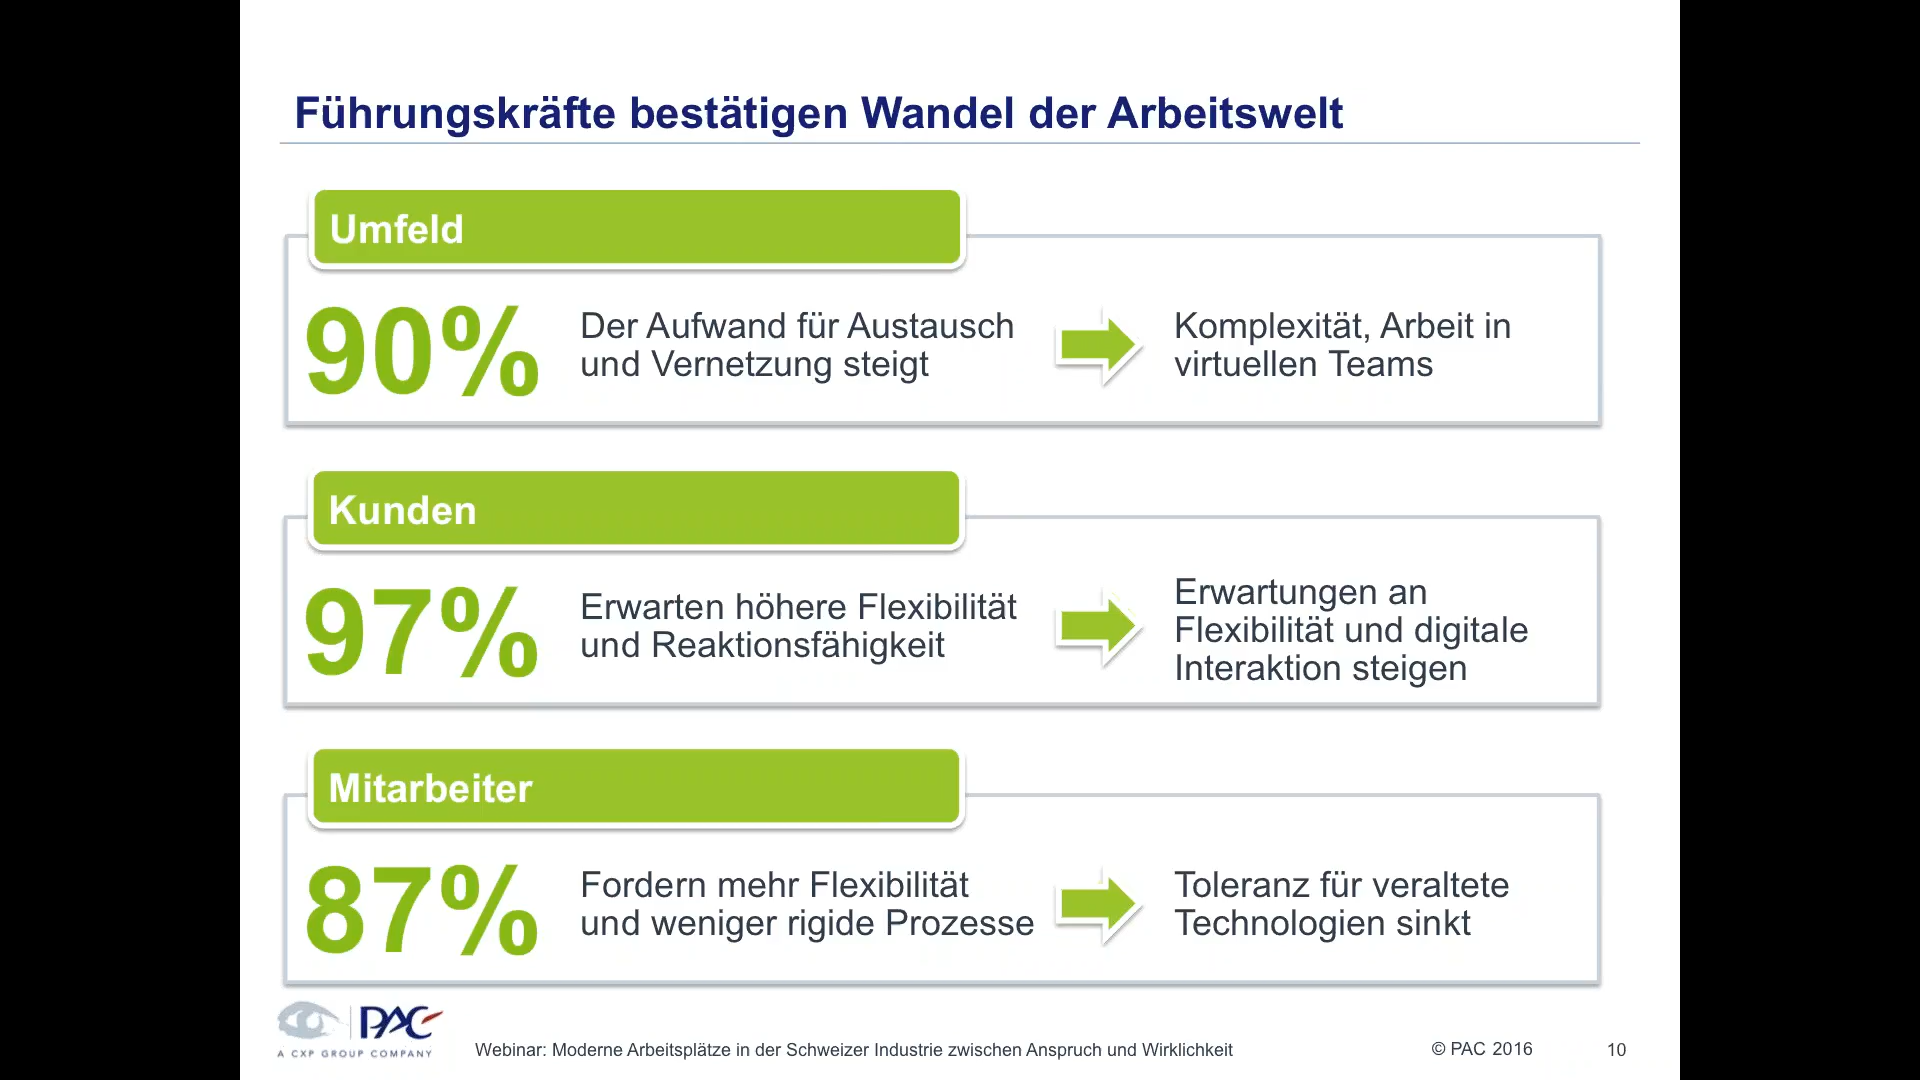 Führungskräfte bestätigen Wandel der Arbeitswelt
Umfeld
90%
Der Aufwand für Austausch
und Vernetzung steigt
Komplexität, Arbeit in
virtuellen Teams
Kunden
97%
Erwarten höhere Flexibilität
und Reaktionsfähigkeit
Erwartungen an
Flexibilität und digitale
Interaktion steigen
Mitarbeiter
87%
Fordern mehr Flexibilität
und weniger rigide Prozesse
Toleranz für veraltete
Technologien sinkt
PAC
A CXP GROUP COMPANY
Webinar: Moderne Arbeitsplätze in der Schweizer Industrie zwischen Anspruch und Wirklichkeit
© PAC 2016
10